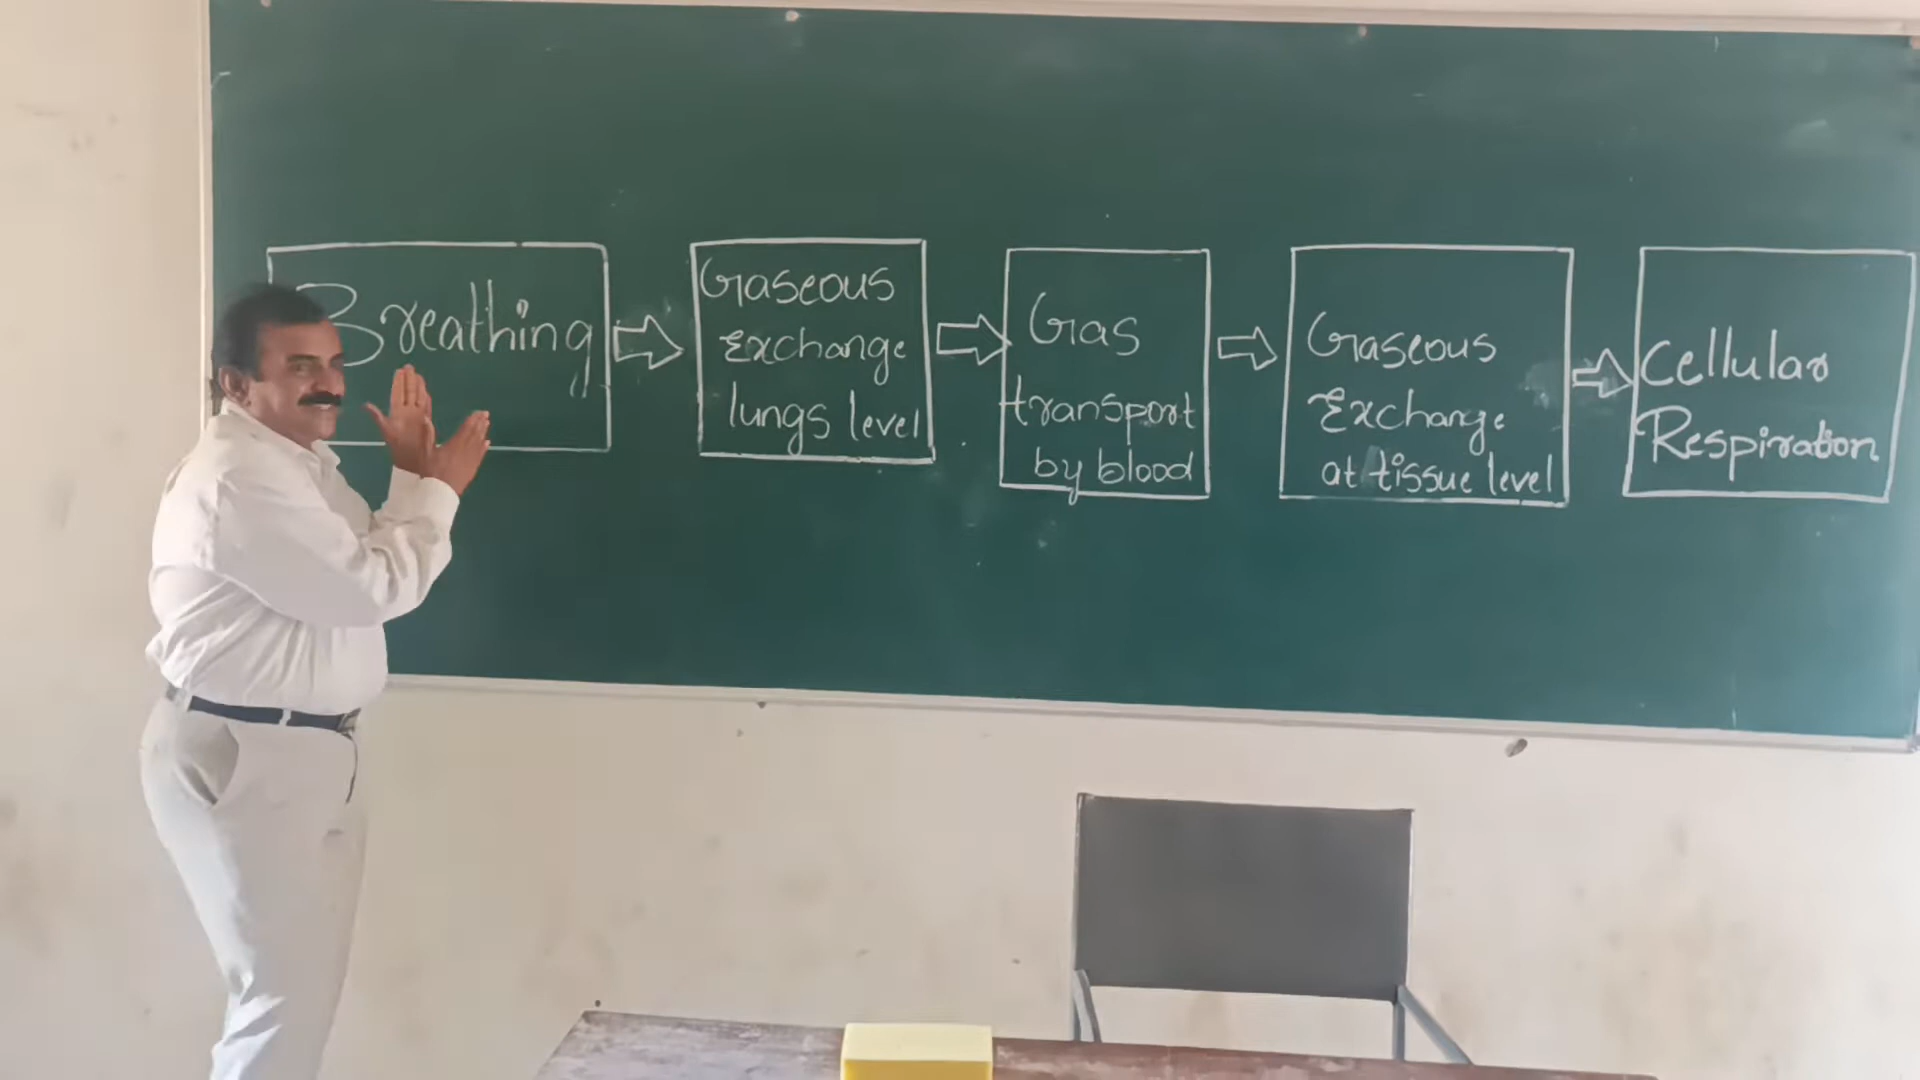 Breathing
Gaseous
Exchange
lungs level
Gas
transport
by blood
Gaseous
Exchange
at tissue level
Cellular
Respiration